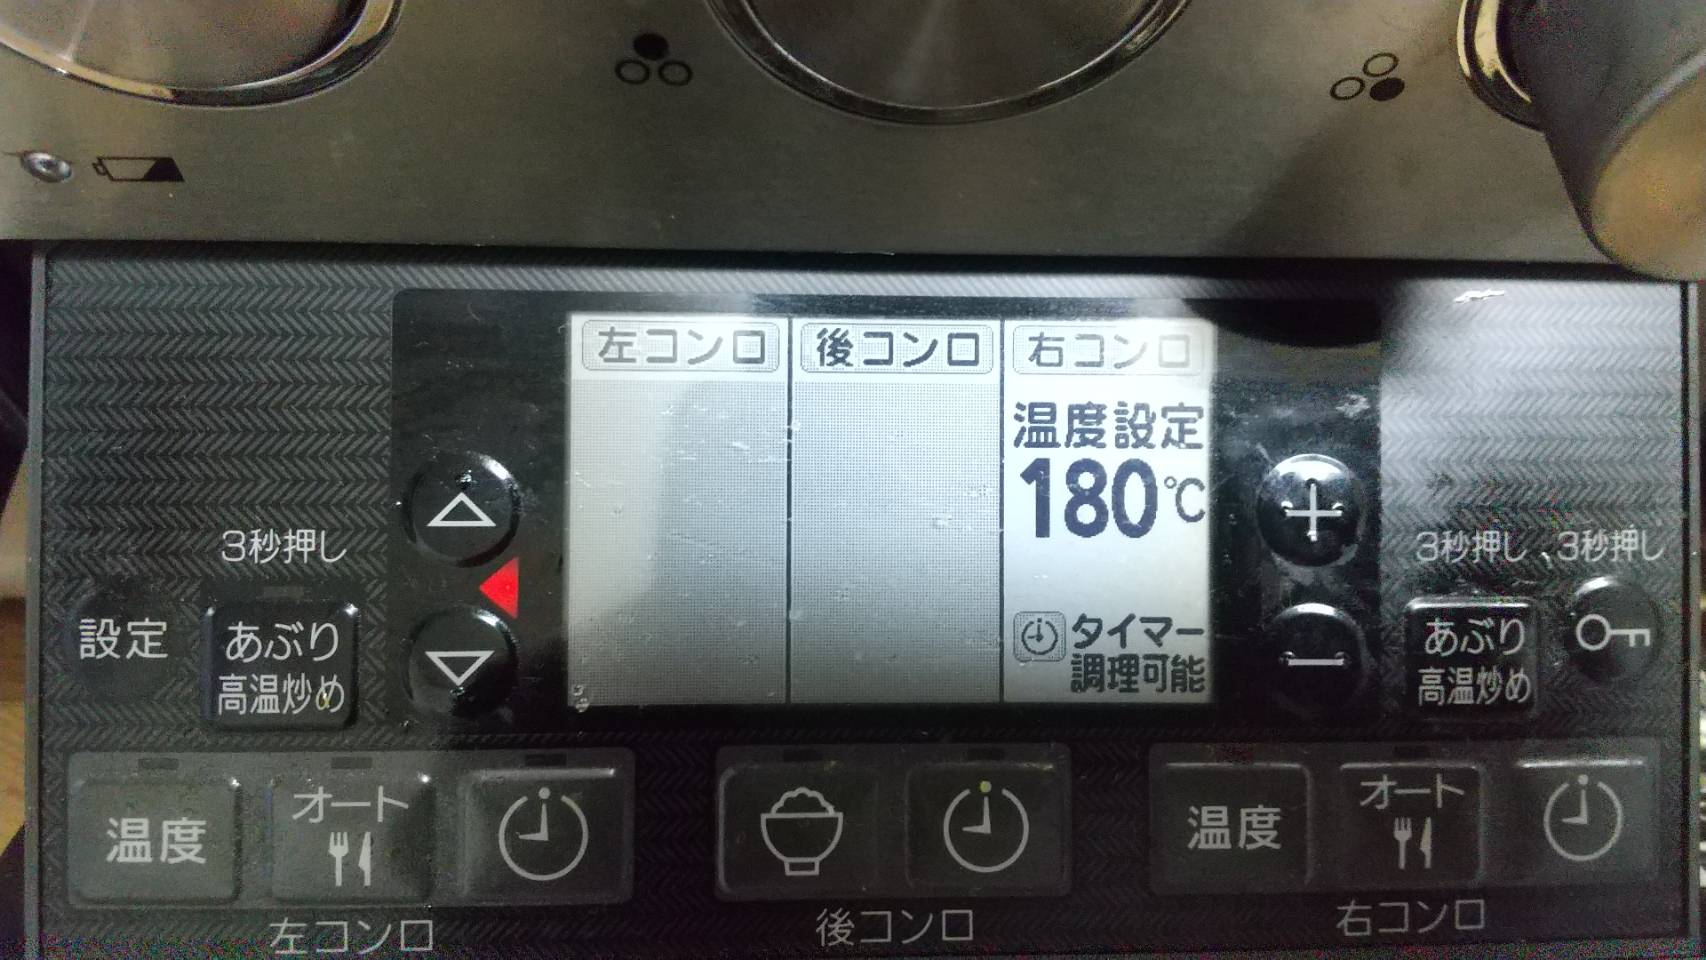 左コンロ
後コンロ
右コンロ
温度設定
180℃
タイマー
調理可能
3秒押し
設定
あぶり
高温炒め
3秒押し
3秒押し
あぶり
高温炒め
温度
オート
左コンロ
後コンロ
温度
オート
右コンロ